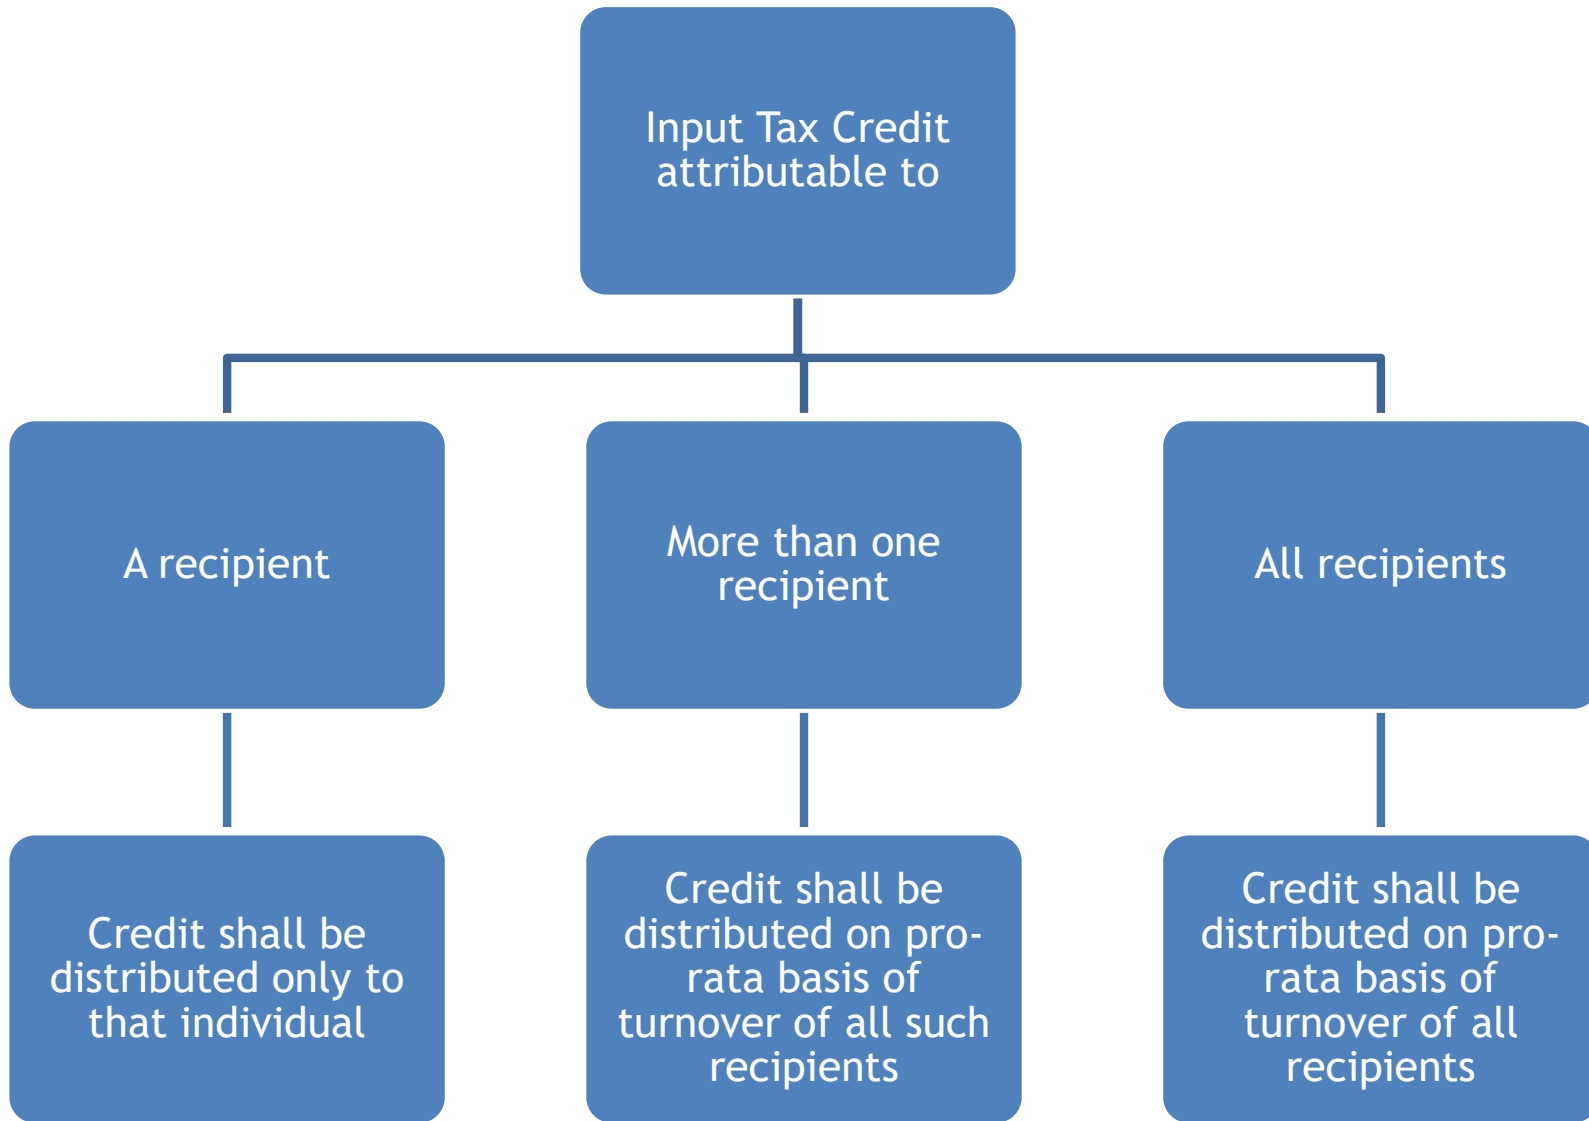 Input Tax Credit
attributable to
A recipient
More than one
recipient
All recipients
Credit shall be
distributed only to
that individual
Credit shall be
distributed on pro-
rata basis of
turnover of all such
recipients
Credit shall be
distributed on pro-
rata basis of
turnover of all
recipients